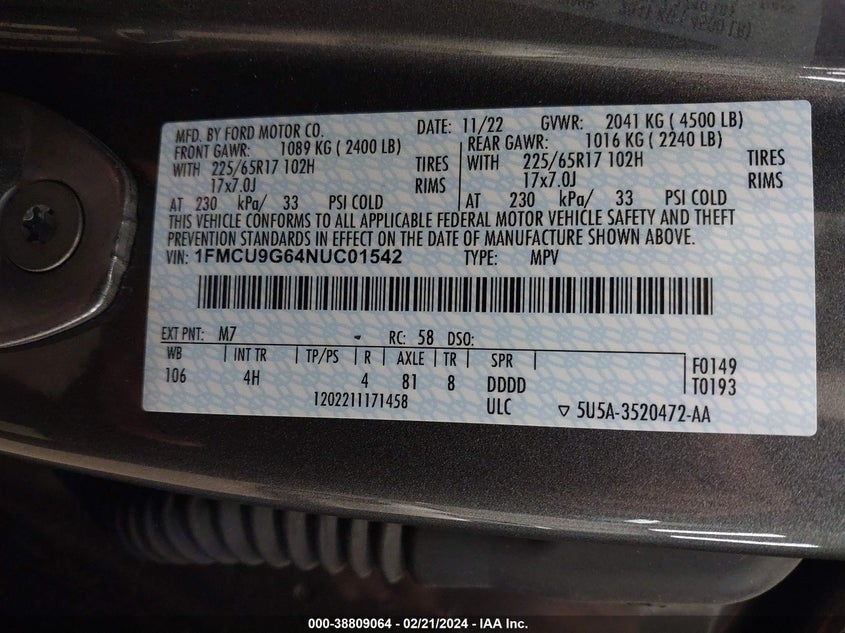 MFD. BY FORD MOTOR CO. DATE: 11/22 GVWR: 2041 KG ( 4500 LB)
FRONT GAWR: 1089 KG ( 2400 LB) REAR GAWR: 1016 KG ( 2240 LB)
WITH 225/65R17 102H TIRES WITH 225/65R17 102H TIRES
17x7.0J RIMS 17x7.0J RIMS
AT 230 kPa/ 33 PSI COLD AT 230 kPa/ 33 PSI COLD
THIS VEHICLE CONFORMS TO ALL APPLICABLE FEDERAL MOTOR VEHICLE SAFETY AND THEFT
PREVENTION STANDARDS IN EFFECT ON THE DATE OF MANUFACTURE SHOWN ABOVE.
VIN: 1FMCU9G64NUC01542 TYPE: MPV
EXT PNT: M7 RC: 58 DSO:
WB INT TR TP/PS R AXLE TR SPR F0149
106 4H 4 81 8 DDDD T0193
1202211171458 ULC ▽ 5U5A-3520472-AA
000-38809064 - 02/21/2024 - IAA Inc.